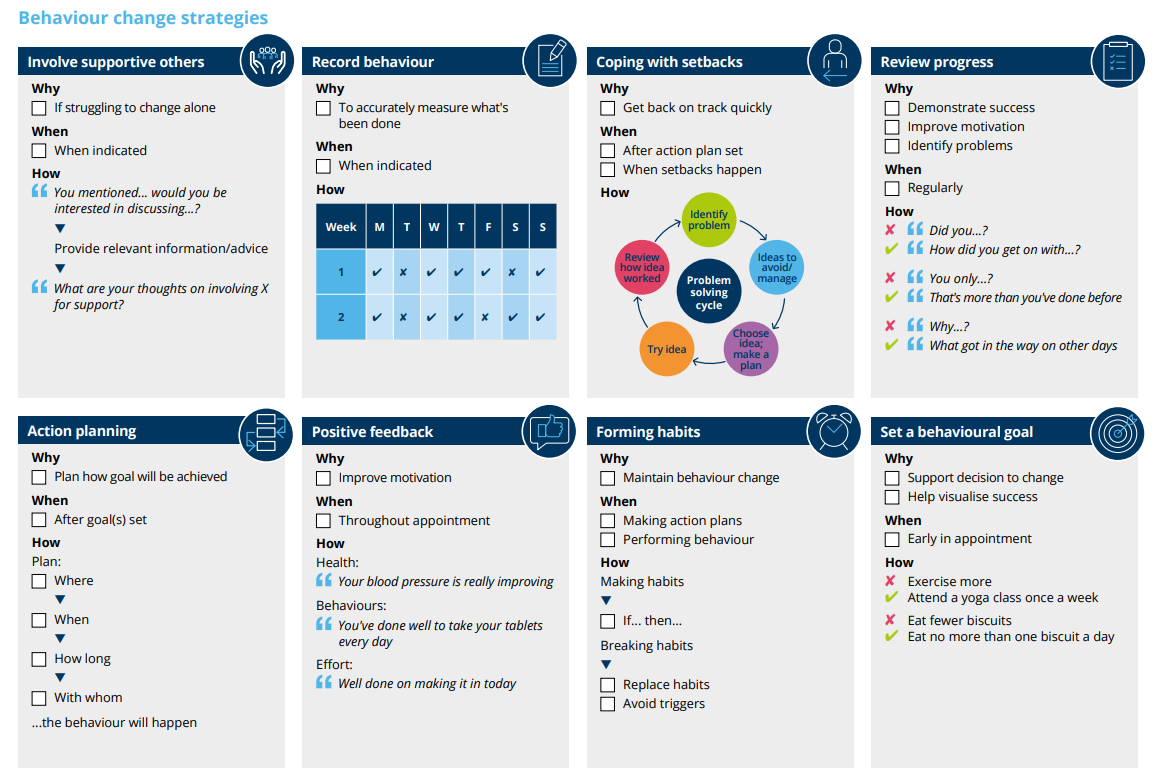 Behaviour change strategies
Involve supportive others
Why
If struggling to change alone
When
When indicated
How
You mentioned... would you be
interested in discussing...?
Provide relevant information/advice
What are your thoughts on involving X
for support?
Record behaviour
Why
To accurately measure what's
been done
When
When indicated
How
Week M T W T F S S
1 ✔ ✘ ✔ ✔ ✔ ✘ ✔
2 ✔ ✘ ✔ ✔ ✘ ✔ ✔
Coping with setbacks
Why
Get back on track quickly
When
After action plan set
When setbacks happen
How
Identify
problem
Ideas to
avoid/
manage
Choose
idea;
make a
plan
Try idea
Review
how idea
worked
Problem
solving
cycle
Review progress
Why
Demonstrate success
Improve motivation
Identify problems
When
Regularly
How
✘ Did you...?
✔ How did you get on with...?
✘ You only...?
✔ That's more than you've done before
✘ Why...?
✔ What got in the way on other days
Action planning
Why
Plan how goal will be achieved
When
After goal(s) set
How
Plan:
Where
When
How long
With whom
...the behaviour will happen
Positive feedback
Why
Improve motivation
When
Throughout appointment
How
Health:
Your blood pressure is really improving
Behaviours:
You've done well to take your tablets
every day
Effort:
Well done on making it in today
Forming habits
Why
Maintain behaviour change
When
Making action plans
Performing behaviour
How
Making habits
If... then...
Breaking habits
Replace habits
Avoid triggers
Set a behavioural goal
Why
Support decision to change
Help visualise success
When
Early in appointment
How
✘ Exercise more
✔ Attend a yoga class once a week
✘ Eat fewer biscuits
✔ Eat no more than one biscuit a day